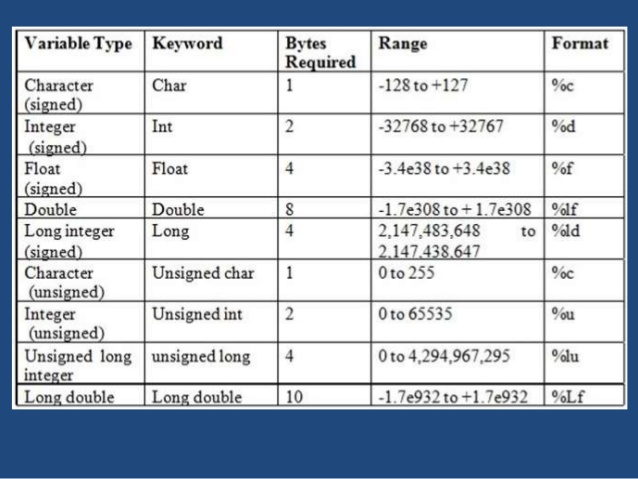 Variable Type Keyword Bytes Required Range Format
Character (signed) Char 1 -128 to +127 %c
Integer (signed) Int 2 -32768 to +32767 %d
Float (signed) Float 4 -3.4e38 to +3.4e38 %f
Double Double 8 -1.7e308 to + 1.7e308 %lf
Long integer (signed) Long 4 2,147,483,648 to 2,147,438,647 %ld
Character (unsigned) Unsigned char 1 0 to 255 %c
Integer (unsigned) Unsigned int 2 0 to 65535 %u
Unsigned long integer unsigned long 4 0 to 4,294,967,295 %lu
Long double Long double 10 -1.7e932 to +1.7e932 %Lf